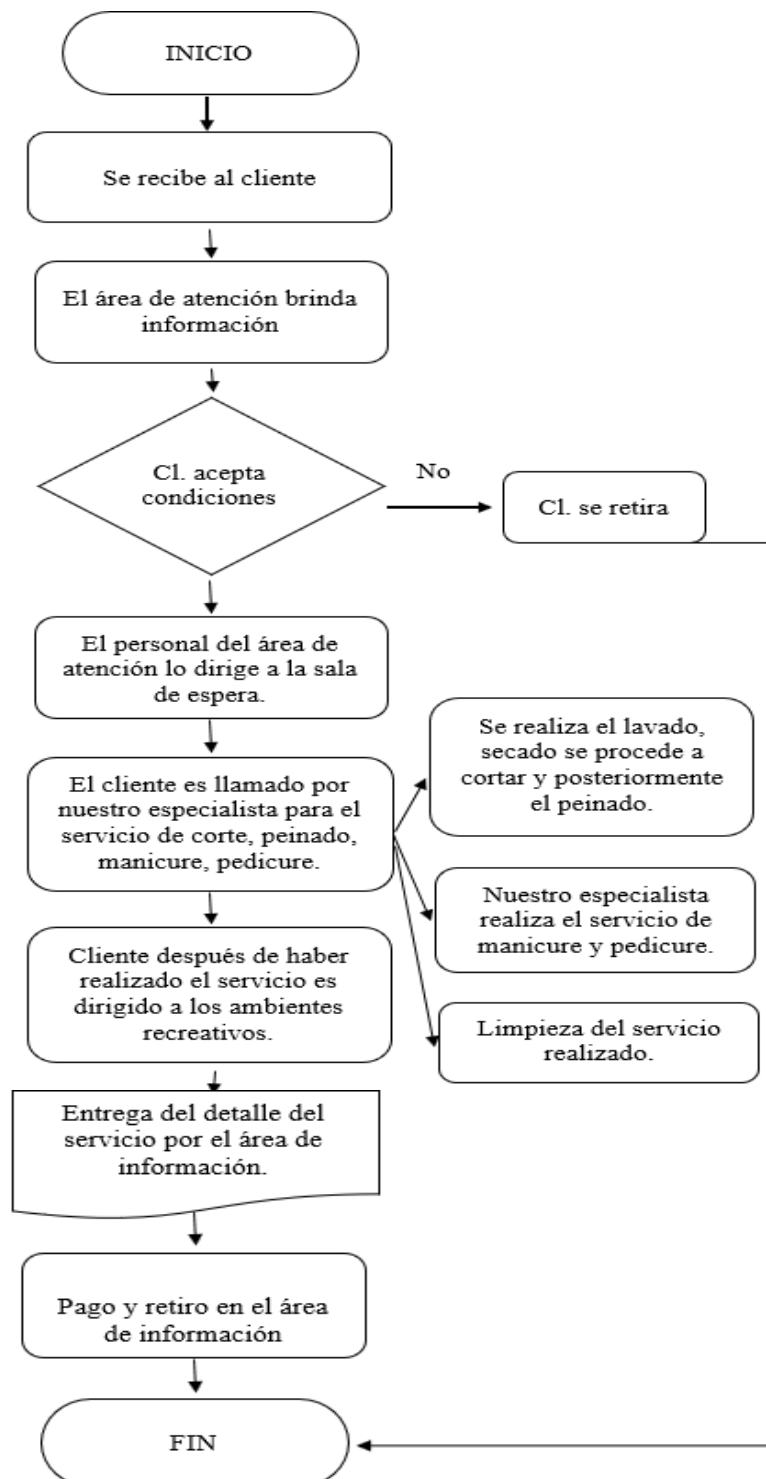 INICIO
Se recibe al cliente
El área de atención brinda
información
Cl. acepta
condiciones
No
Cl. se retira
El personal del área de
atención lo dirige a la sala
de espera.
El cliente es llamado por
nuestro especialista para el
servicio de corte, peinado,
manicure, pedicure.
Se realiza el lavado,
secado se procede a
cortar y posteriormente
el peinado.
Nuestro especialista
realiza el servicio de
manicure y pedicure.
Limpieza del servicio
realizado.
Cliente después de haber
realizado el servicio es
dirigido a los ambientes
recreativos.
Entrega del detalle del
servicio por el área de
información.
Pago y retiro en el área
de información
FIN